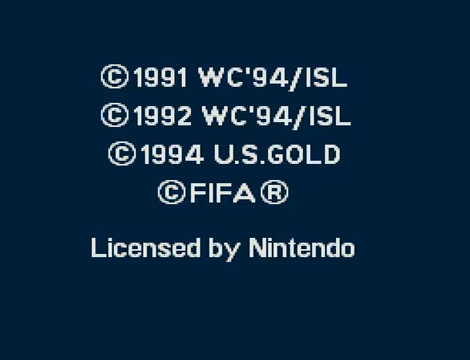 ©1991 WC'94/ISL
©1992 WC'94/ISL
©1994 U.S.GOLD
©FIFA®
Licensed by Nintendo